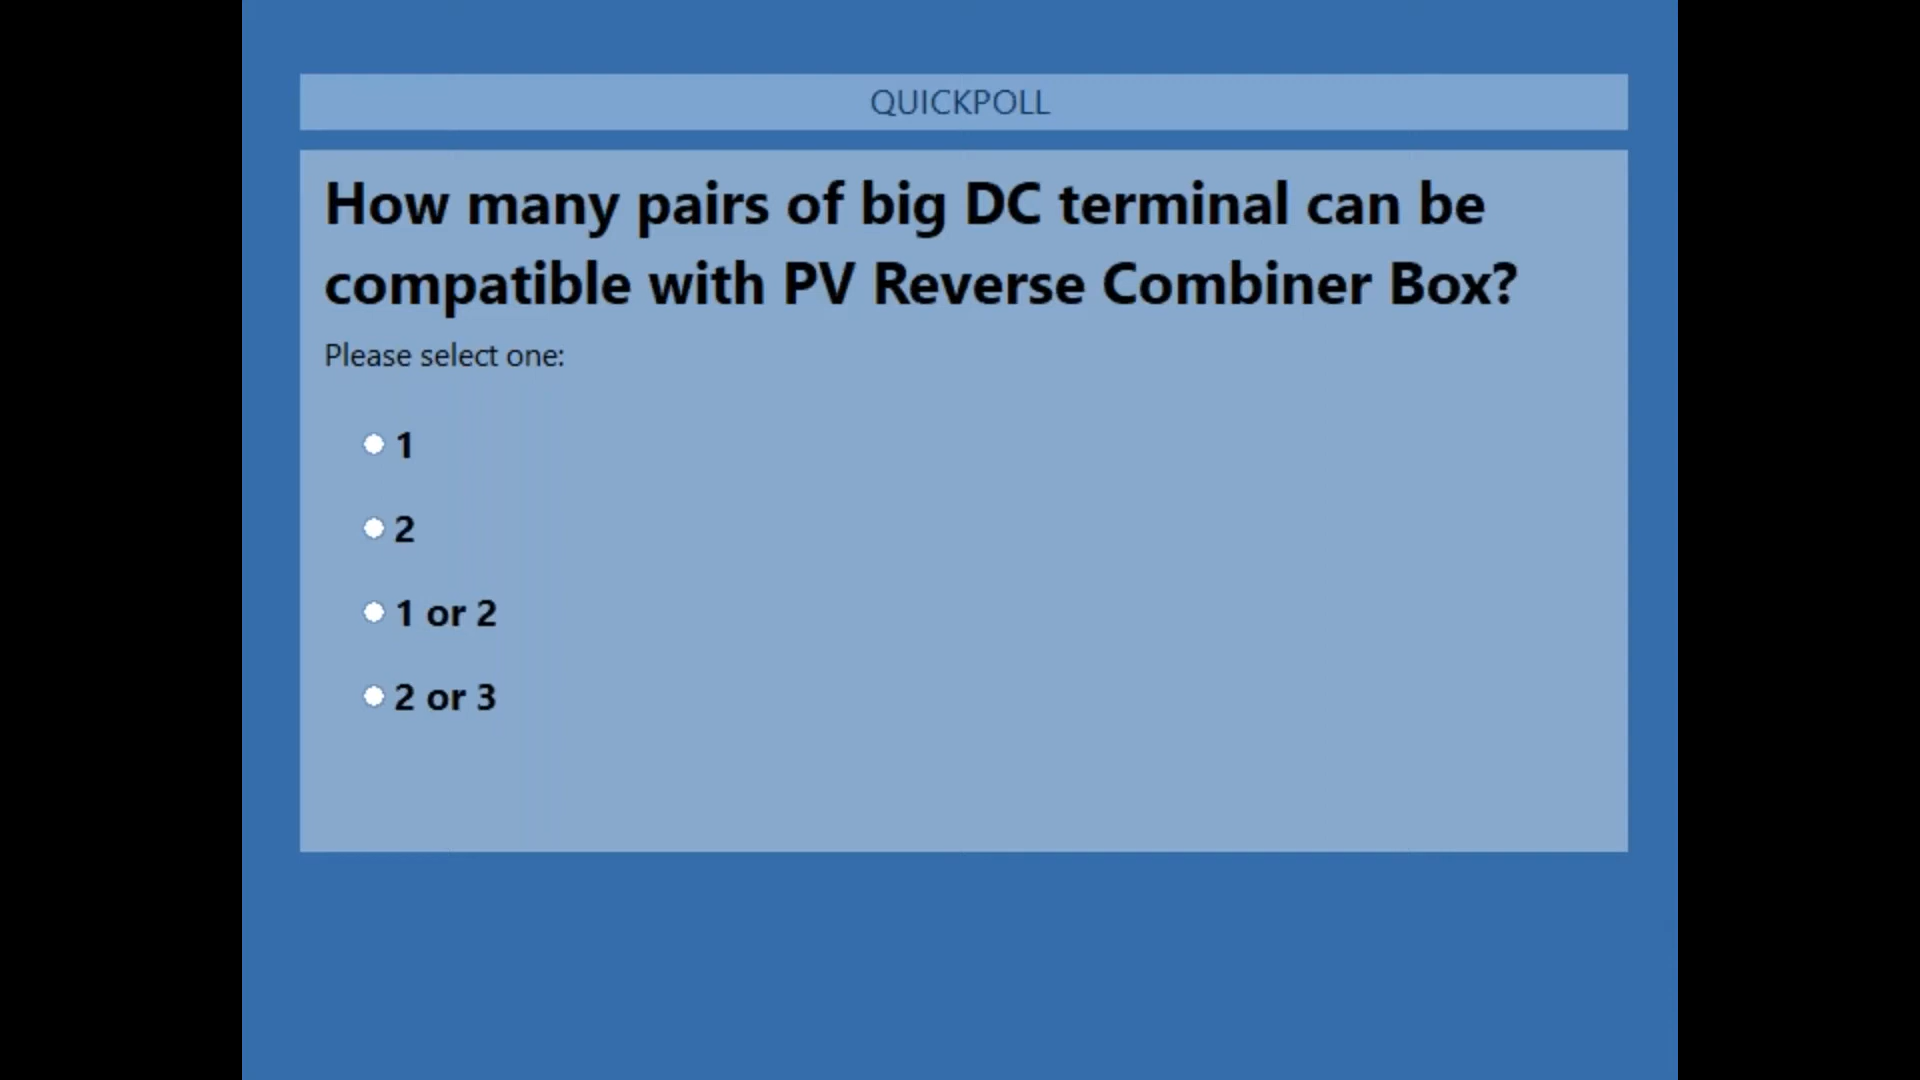 QUICKPOLL
How many pairs of big DC terminal can be
compatible with PV Reverse Combiner Box?
Please select one:
1
2
1 or 2
2 or 3